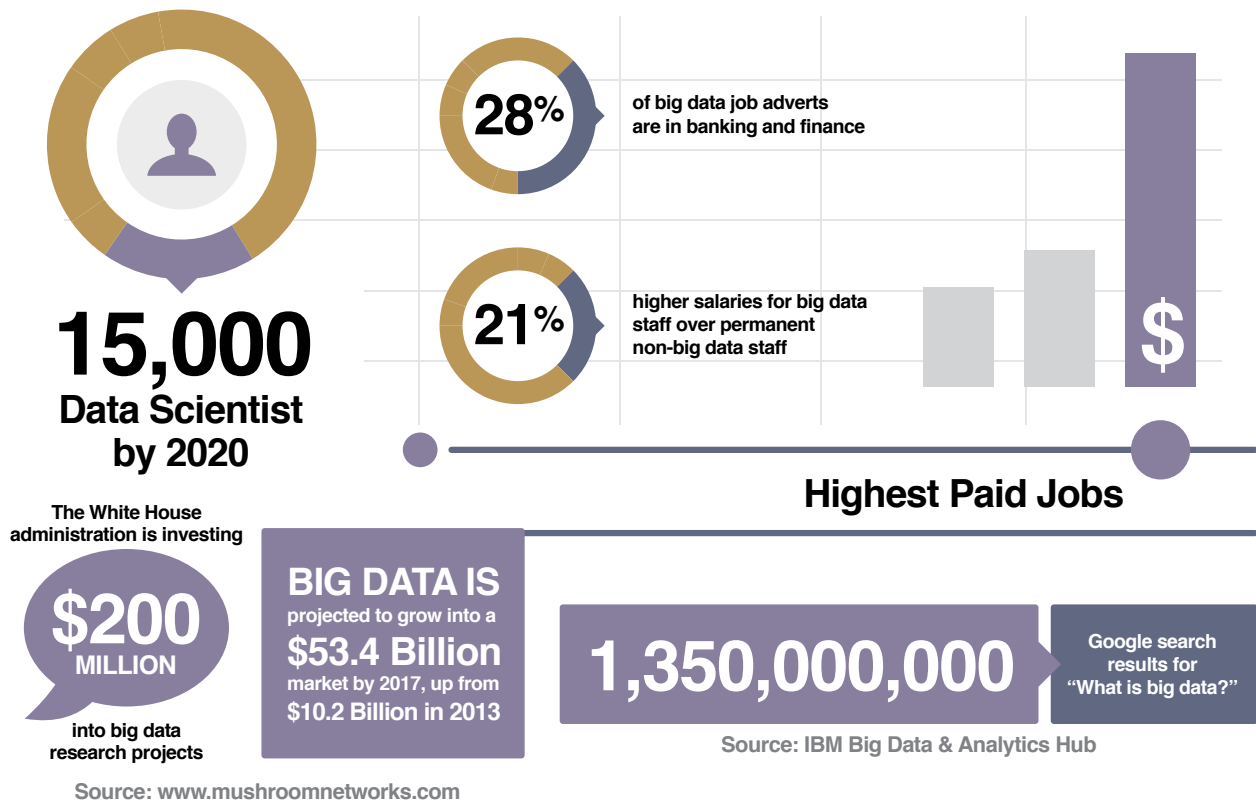 15,000
Data Scientist
by 2020
28%
of big data job adverts
are in banking and finance
21%
higher salaries for big data
staff over permanent
non-big data staff
$
Highest Paid Jobs
The White House
administration is investing
$200
MILLION
into big data
research projects
Source: www.mushroomnetworks.com
BIG DATA IS
projected to grow into a
$53.4 Billion
market by 2017, up from
$10.2 Billion in 2013
1,350,000,000
Google search
results for
“What is big data?”
Source: IBM Big Data & Analytics Hub